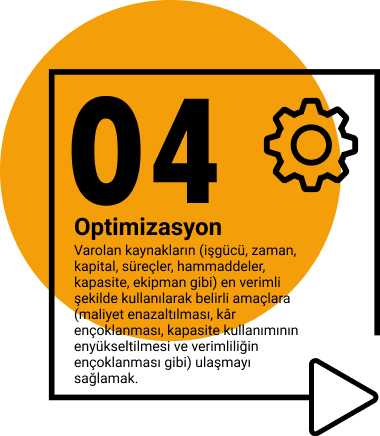 04
Optimizasyon
Varolan kaynakların (işgücü, zaman,
kapital, süreçler, hammaddeler,
kapasite, ekipman gibi) en verimli
şekilde kullanılarak belirli amaçlara
(maliyet enazaltılması, kâr
ençoklanması, kapasite kullanımının
enyükseltilmesi ve verimliliğin
ençoklanması gibi) ulaşmayı
sağlamak.